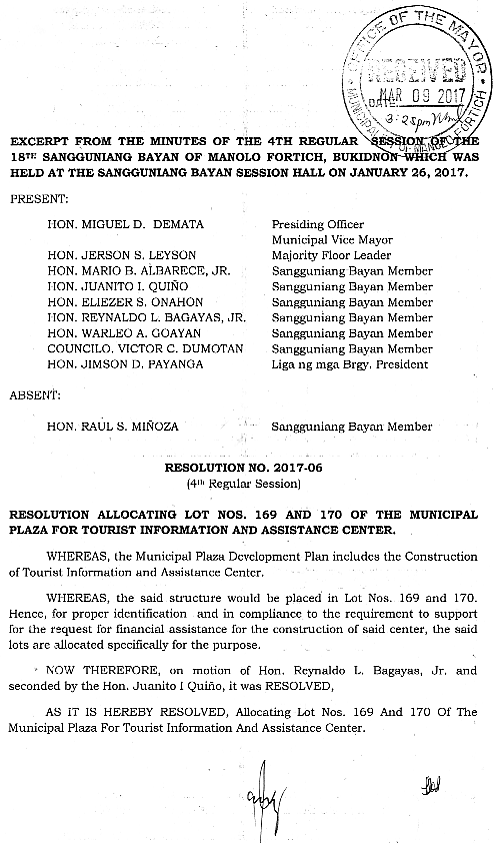 OFFICE OF THE MAYOR
RECEIVED
DATE MAR 09 2017
3:25pm
MUNICIPAL OF MANOLO FORTICH
EXCERPT FROM THE MINUTES OF THE 4TH REGULAR SESSION OF THE
18TH SANGGUNIANG BAYAN OF MANOLO FORTICH, BUKIDNON WHICH WAS
HELD AT THE SANGGUNIANG BAYAN SESSION HALL ON JANUARY 26, 2017.
PRESENT:
HON. MIGUEL D. DEMATA Presiding Officer
Municipal Vice Mayor
HON. JERSON S. LEYSON Majority Floor Leader
HON. MARIO B. ALBARECE, JR. Sangguniang Bayan Member
HON. JUANITO I. QUIÑO Sangguniang Bayan Member
HON. ELIEZER S. ONAHON Sangguniang Bayan Member
HON. REYNALDO L. BAGAYAS, JR. Sangguniang Bayan Member
HON. WARLEO A. GOAYAN Sangguniang Bayan Member
COUNCILO. VICTOR C. DUMOTAN Sangguniang Bayan Member
HON. JIMSON D. PAYANGA Liga ng mga Brgy. President
ABSENT:
HON. RAUL S. MIÑOZA Sangguniang Bayan Member
RESOLUTION NO. 2017-06
(4th Regular Session)
RESOLUTION ALLOCATING LOT NOS. 169 AND 170 OF THE MUNICIPAL
PLAZA FOR TOURIST INFORMATION AND ASSISTANCE CENTER.
WHEREAS, the Municipal Plaza Development Plan includes the Construction
of Tourist Information and Assistance Center.
WHEREAS, the said structure would be placed in Lot Nos. 169 and 170.
Hence, for proper identification and in compliance to the requirement to support
for the request for financial assistance for the construction of said center, the said
lots are allocated specifically for the purpose.
NOW THEREFORE, on motion of Hon. Reynaldo L. Bagayas, Jr. and
seconded by the Hon. Juanito I Quiño, it was RESOLVED,
AS IT IS HEREBY RESOLVED, Allocating Lot Nos. 169 And 170 Of The
Municipal Plaza For Tourist Information And Assistance Center.